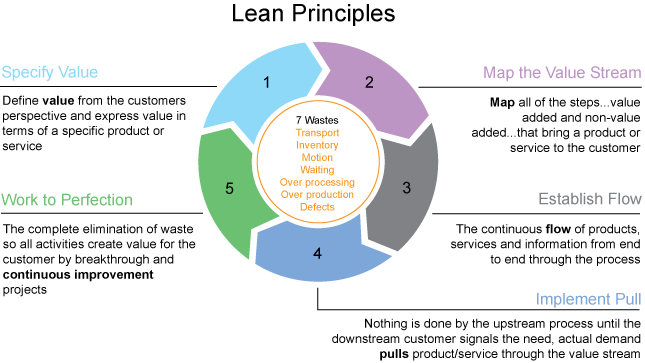 Lean Principles
1
2
3
4
5
7 Wastes
Transport
Inventory
Motion
Waiting
Over processing
Over production
Defects
Specify Value
Define value from the customers
perspective and express value in
terms of a specific product or
service
Map the Value Stream
Map all of the steps...value
added and non-value
added...that bring a product or
service to the customer
Establish Flow
The continuous flow of products,
services and information from end
to end through the process
Implement Pull
Nothing is done by the upstream process until the
downstream customer signals the need, actual demand
pulls product/service through the value stream
Work to Perfection
The complete elimination of waste
so all activities create value for the
customer by breakthrough and
continuous improvement
projects